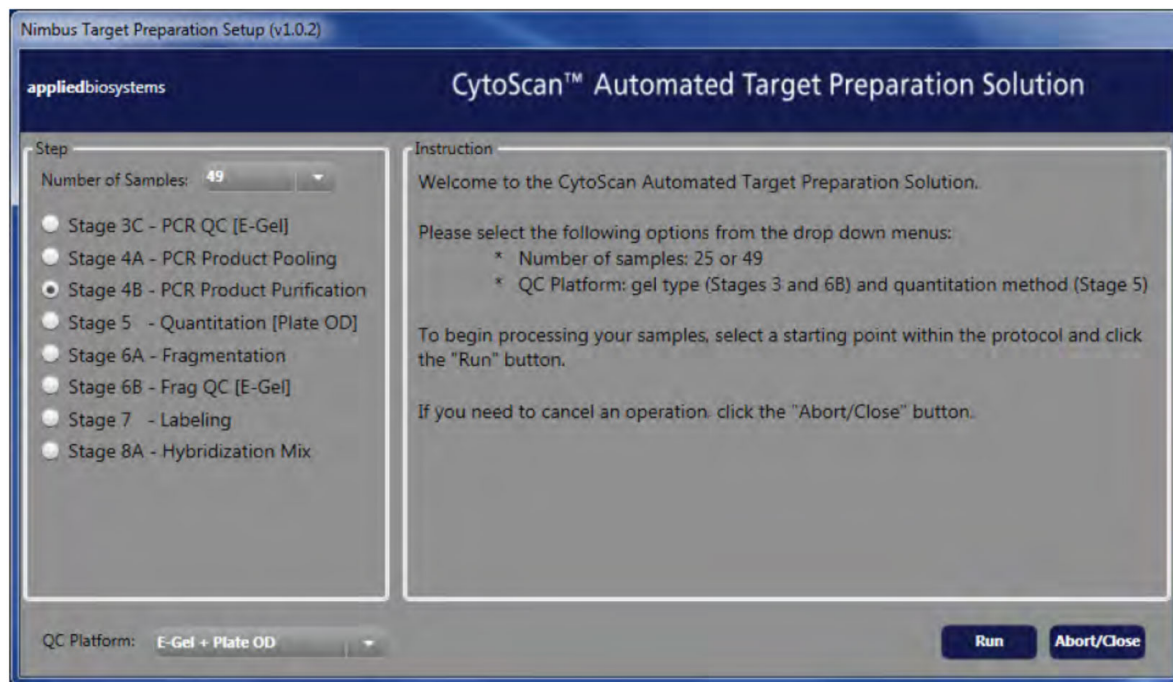 Nimbus Target Preparation Setup (v1.0.2)
appliedbiosystems
CytoScan™ Automated Target Preparation Solution
Step
Number of Samples: 49
Stage 3C - PCR QC [E-Gel]
Stage 4A - PCR Product Pooling
Stage 4B - PCR Product Purification
Stage 5 - Quantitation [Plate OD]
Stage 6A - Fragmentation
Stage 6B - Frag QC [E-Gel]
Stage 7 - Labeling
Stage 8A - Hybridization Mix
Instruction
Welcome to the CytoScan Automated Target Preparation Solution.
Please select the following options from the drop down menus:
* Number of samples: 25 or 49
* QC Platform: gel type (Stages 3 and 6B) and quantitation method (Stage 5)
To begin processing your samples, select a starting point within the protocol and click
the "Run" button.
If you need to cancel an operation, click the "Abort/Close" button.
QC Platform: E-Gel + Plate OD
Run
Abort/Close